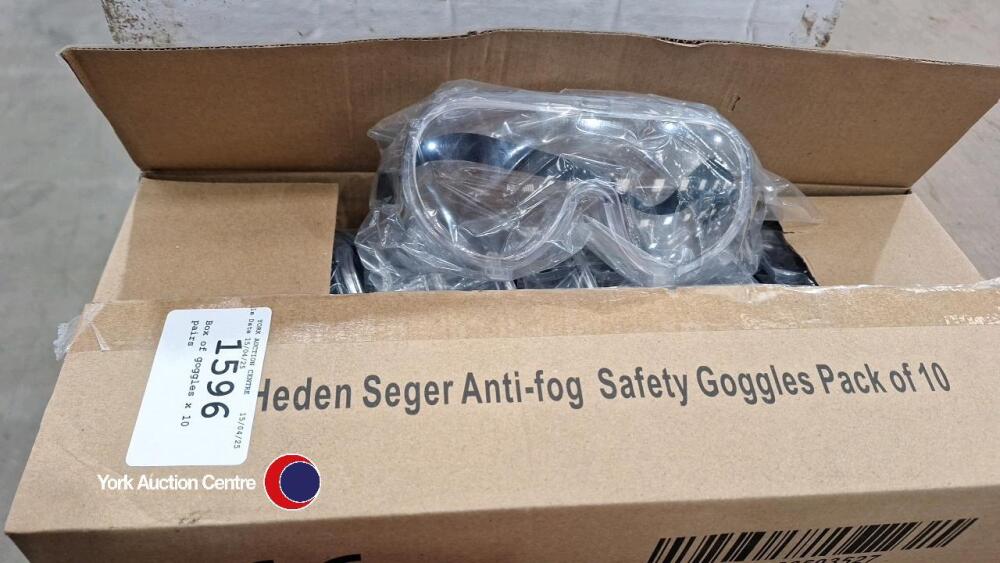 YORK AUCTION CENTRE
Date 15/04/25 15/04/25
1596
Box of goggles x 10
pairs
Heden Seger Anti-fog Safety Goggles Pack of 10
York Auction Centre